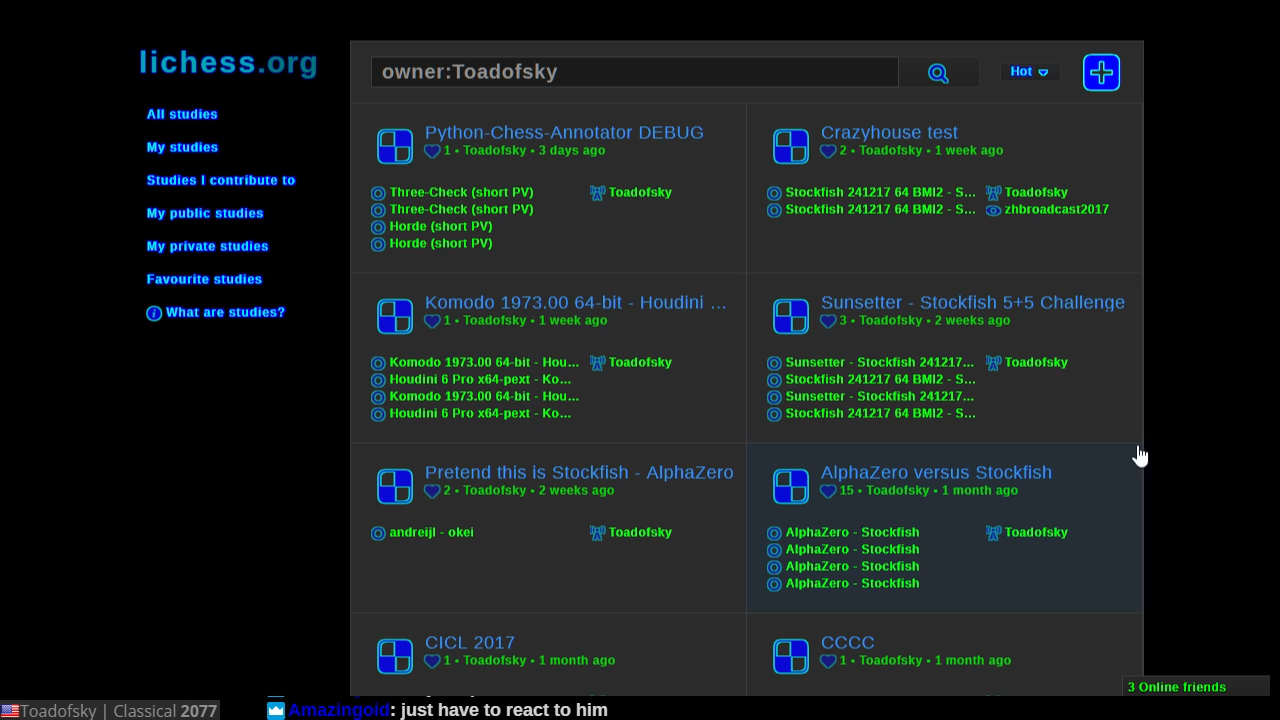 lichess.org
owner:Toadofsky
Hot
All studies
My studies
Studies I contribute to
My public studies
My private studies
Favourite studies
What are studies?
Python-Chess-Annotator DEBUG
1 • Toadofsky • 3 days ago
Three-Check (short PV)
Three-Check (short PV)
Horde (short PV)
Horde (short PV)
Toadofsky
Crazyhouse test
2 • Toadofsky • 1 week ago
Stockfish 241217 64 BMI2 - S...
Stockfish 241217 64 BMI2 - S...
Toadofsky
zhbroadcast2017
Komodo 1973.00 64-bit - Houdini ...
1 • Toadofsky • 1 week ago
Komodo 1973.00 64-bit - Hou...
Houdini 6 Pro x64-pext - Ko...
Komodo 1973.00 64-bit - Hou...
Houdini 6 Pro x64-pext - Ko...
Toadofsky
Sunsetter - Stockfish 5+5 Challenge
3 • Toadofsky • 2 weeks ago
Sunsetter - Stockfish 241217...
Stockfish 241217 64 BMI2 - S...
Sunsetter - Stockfish 241217...
Stockfish 241217 64 BMI2 - S...
Toadofsky
Pretend this is Stockfish - AlphaZero
2 • Toadofsky • 2 weeks ago
andreijl - okei
Toadofsky
AlphaZero versus Stockfish
15 • Toadofsky • 1 month ago
AlphaZero - Stockfish
AlphaZero - Stockfish
AlphaZero - Stockfish
AlphaZero - Stockfish
Toadofsky
CICL 2017
1 • Toadofsky • 1 month ago
CCCC
1 • Toadofsky • 1 month ago
3 Online friends
Toadofsky | Classical 2077
Amazingoid: just have to react to him